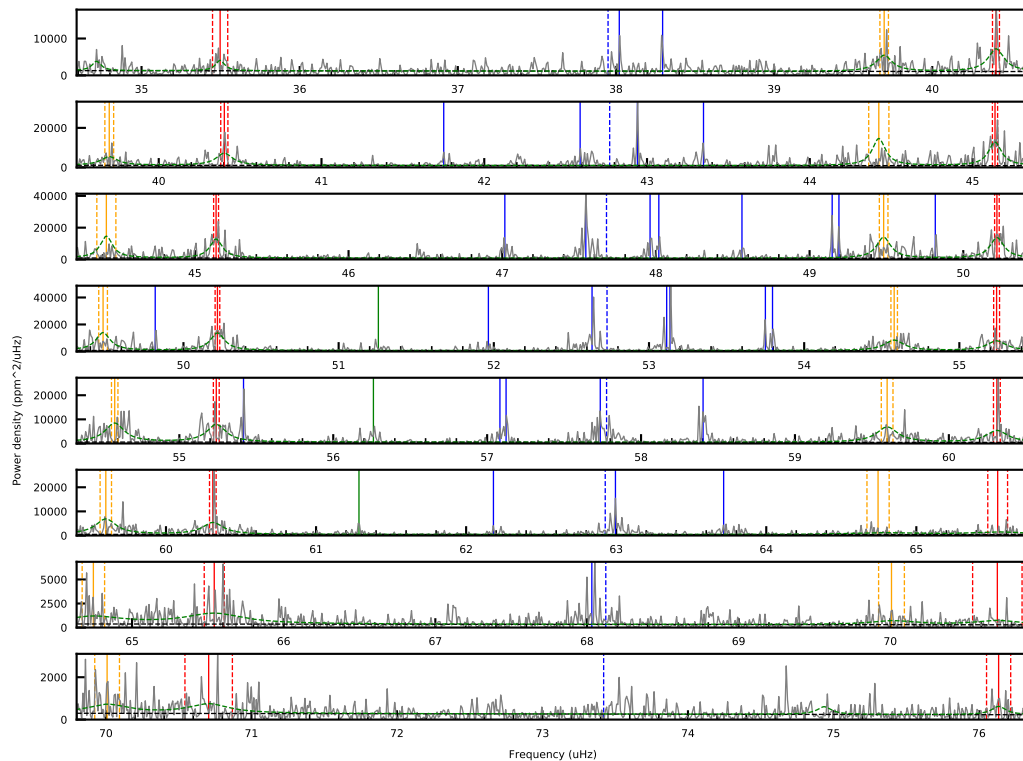 10000
0
35 36 37 38 39 40
20000
0
40 41 42 43 44 45
40000
20000
0
45 46 47 48 49 50
40000
20000
0
50 51 52 53 54 55
20000
10000
0
55 56 57 58 59 60
20000
10000
0
60 61 62 63 64 65
5000
2500
0
65 66 67 68 69 70
2000
0
70 71 72 73 74 75 76
Power density (ppm^2/uHz)
Frequency (uHz)